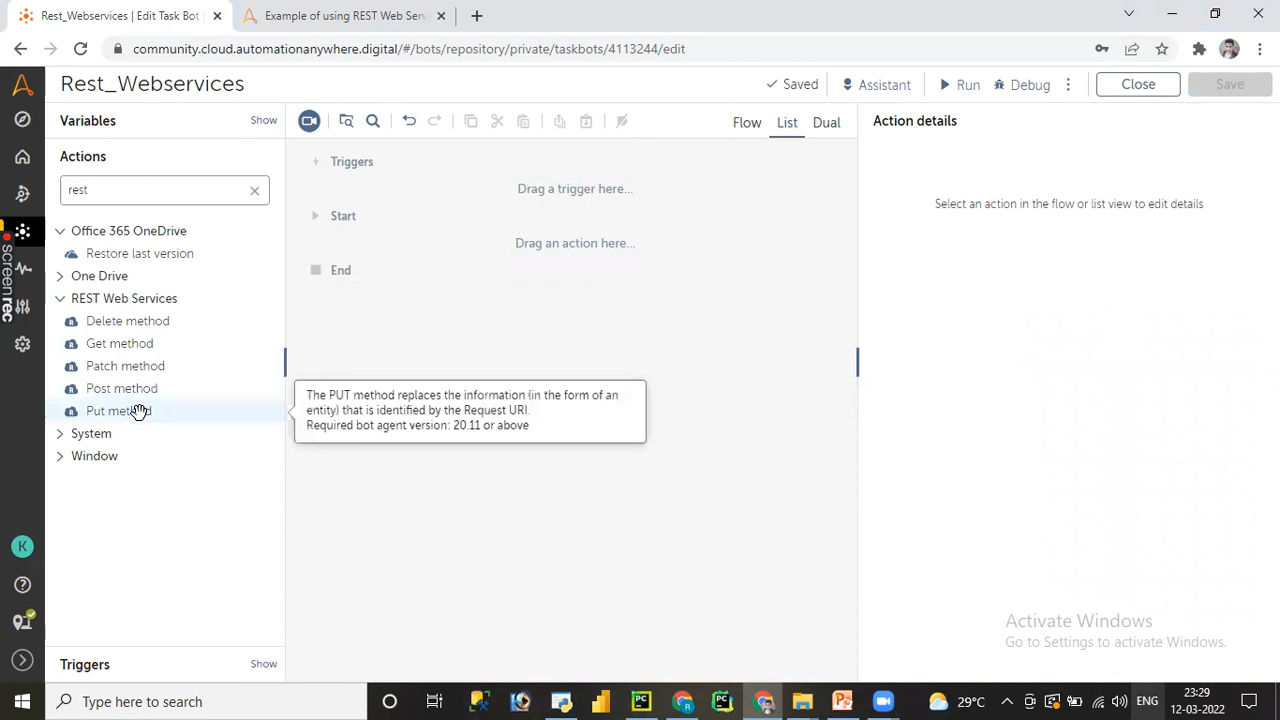 Rest_Webservices | Edit Task Bot
Example of using REST Web Serv
community.cloud.automationanywhere.digital/#/bots/repository/private/taskbots/4113244/edit
Rest_Webservices
Saved
Assistant
Run
Debug
Close
Save
Variables
Show
Flow
List
Dual
Action details
Actions
rest
Triggers
Drag a trigger here...
Select an action in the flow or list view to edit details
Start
Drag an action here...
End
Office 365 OneDrive
Restore last version
One Drive
REST Web Services
Delete method
Get method
Patch method
Post method
Put method
System
Window
The PUT method replaces the information (in the form of an
entity) that is identified by the Request URI.
Required bot agent version: 20.11 or above
screenrec
K
Activate Windows
Go to Settings to activate Windows.
Triggers
Show
Type here to search
PC
R
PC
29°C
ENG
23:29
12-03-2022